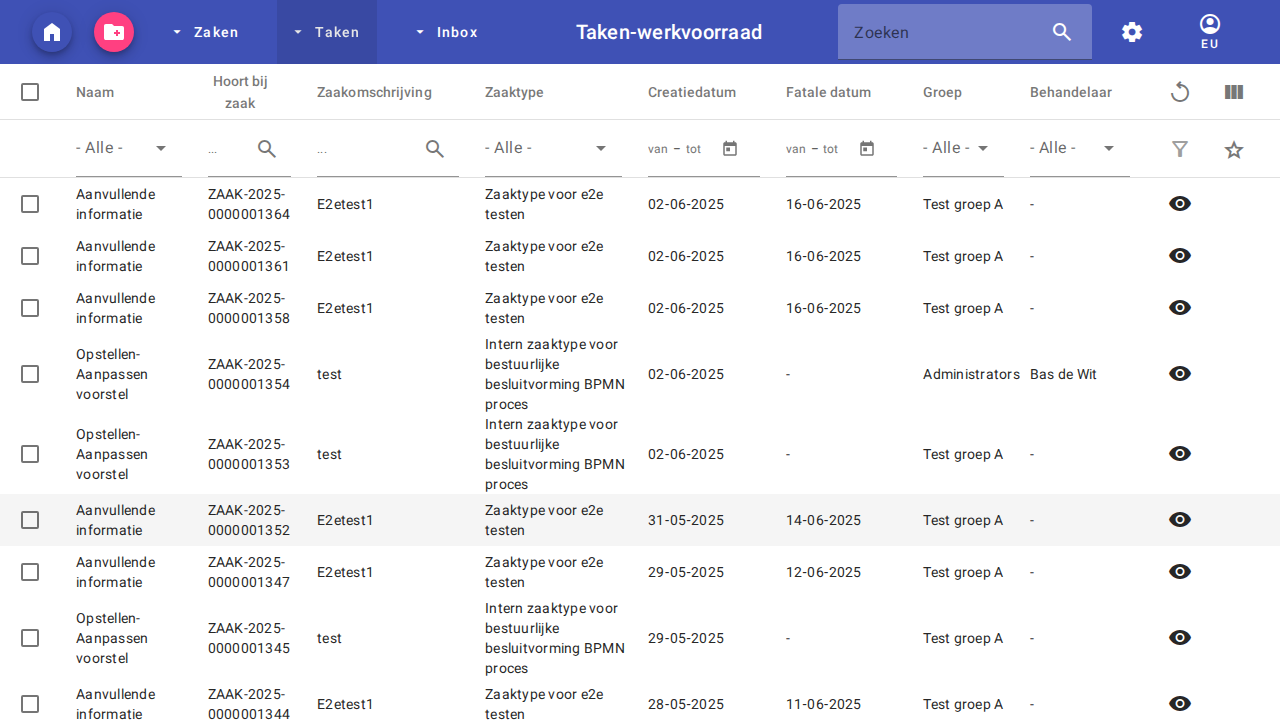 Zaken Taken Inbox Taken-werkvoorraad Zoeken EU
Naam Hoort bij zaak Zaakomschrijving Zaaktype Creatiedatum Fatale datum Groep Behandelaar
- Alle - ... ... - Alle - van – tot van – tot - Alle - - Alle -
Aanvullende informatie ZAAK-2025-0000001364 E2etest1 Zaaktype voor e2e testen 02-06-2025 16-06-2025 Test groep A -
Aanvullende informatie ZAAK-2025-0000001361 E2etest1 Zaaktype voor e2e testen 02-06-2025 16-06-2025 Test groep A -
Aanvullende informatie ZAAK-2025-0000001358 E2etest1 Zaaktype voor e2e testen 02-06-2025 16-06-2025 Test groep A -
Opstellen-Aanpassen voorstel ZAAK-2025-0000001354 test Intern zaaktype voor bestuurlijke besluitvorming BPMN proces 02-06-2025 - Administrators Bas de Wit
Opstellen-Aanpassen voorstel ZAAK-2025-0000001353 test Intern zaaktype voor bestuurlijke besluitvorming BPMN proces 02-06-2025 - Test groep A -
Aanvullende informatie ZAAK-2025-0000001352 E2etest1 Zaaktype voor e2e testen 31-05-2025 14-06-2025 Test groep A -
Aanvullende informatie ZAAK-2025-0000001347 E2etest1 Zaaktype voor e2e testen 29-05-2025 12-06-2025 Test groep A -
Opstellen-Aanpassen voorstel ZAAK-2025-0000001345 test Intern zaaktype voor bestuurlijke besluitvorming BPMN proces 29-05-2025 - Test groep A -
Aanvullende informatie ZAAK-2025-0000001344 E2etest1 Zaaktype voor e2e testen 28-05-2025 11-06-2025 Test groep A -